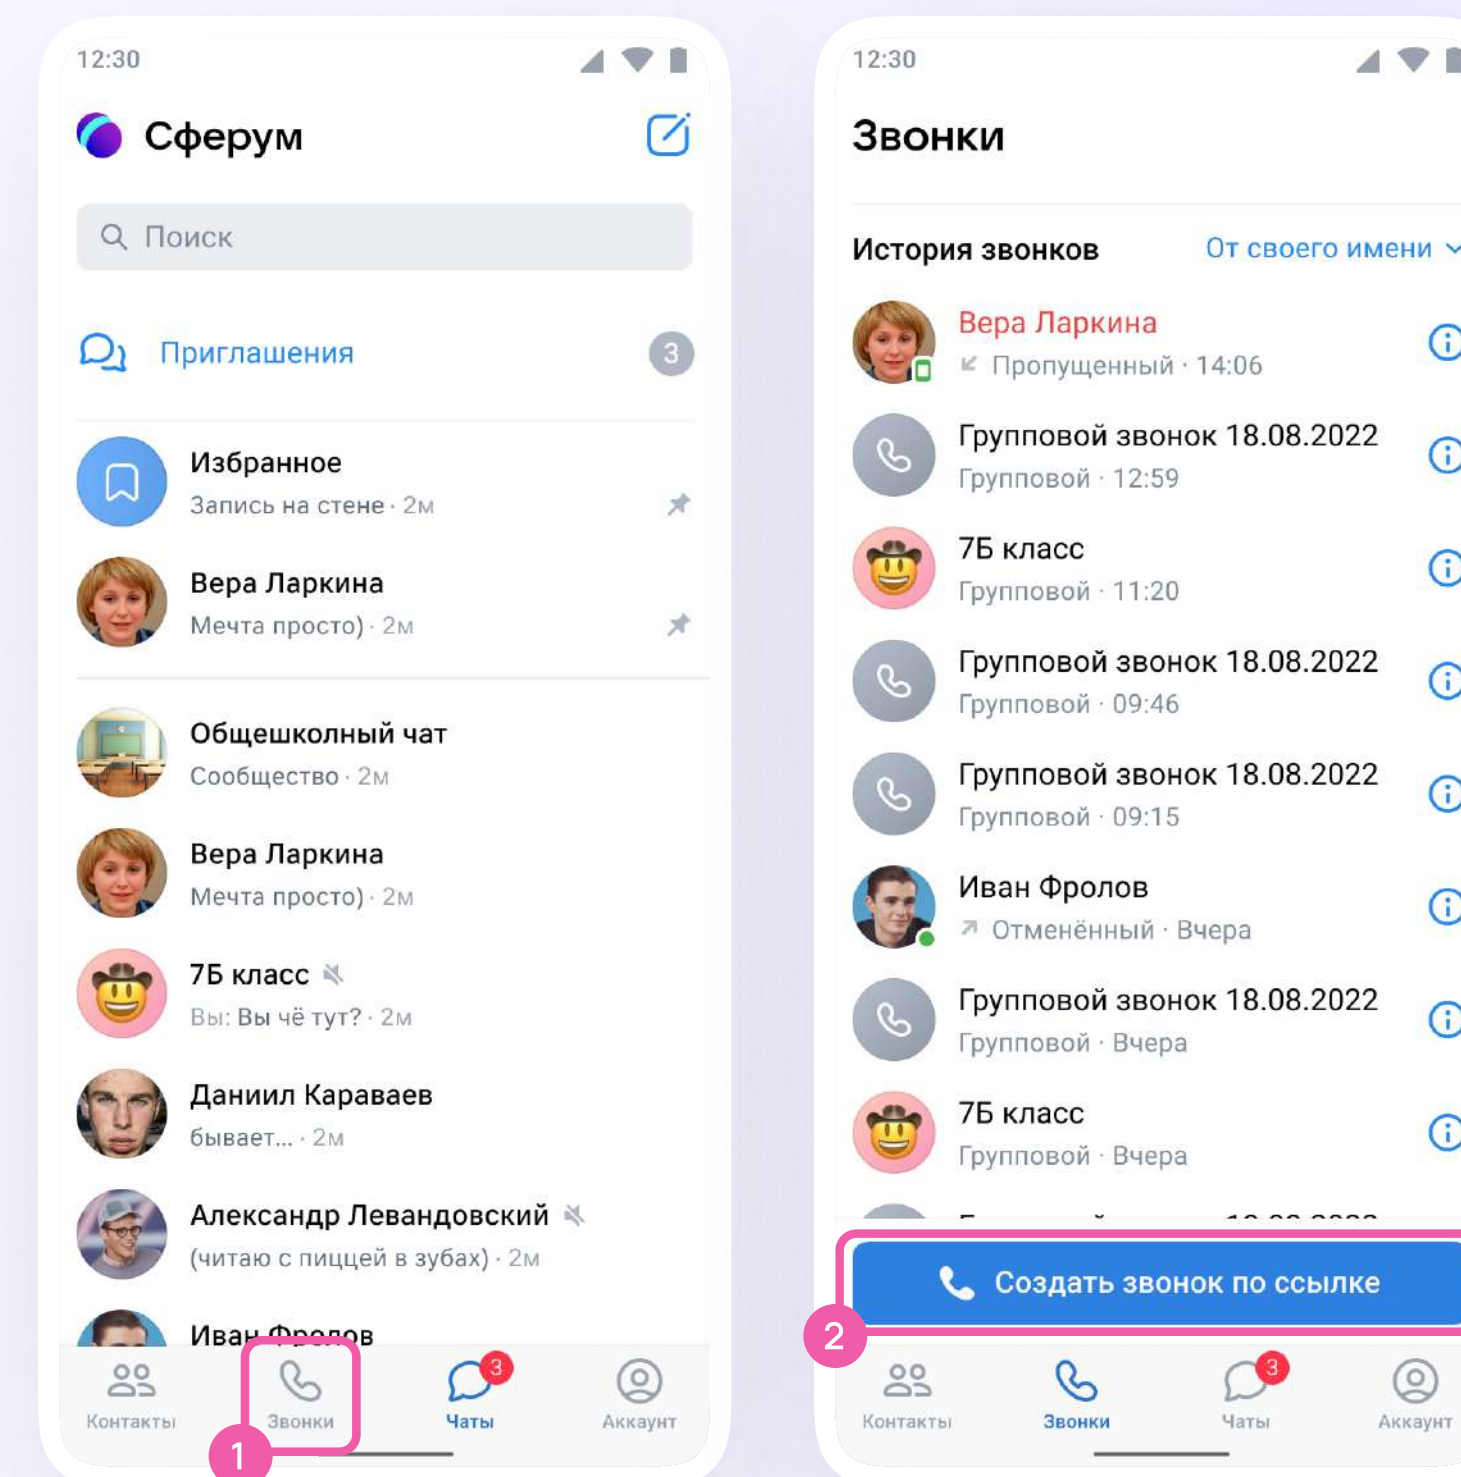 12:30
Сферум
Поиск
Приглашения
3
Избранное
Запись на стене · 2м
Вера Ларкина
Мечта просто) · 2м
Общешколный чат
Сообщество · 2м
Вера Ларкина
Мечта просто) · 2м
7Б класс
Вы: Вы чё тут? · 2м
Даниил Караваев
бывает... · 2м
Александр Левандовский
(читаю с пиццей в зубах) · 2м
Иван Фролов
3
Контакты
Звонки
Чаты
Аккаунт
1
12:30
Звонки
История звонков
От своего имени
Вера Ларкина
Пропущенный · 14:06
Групповой звонок 18.08.2022
Групповой · 12:59
7Б класс
Групповой · 11:20
Групповой звонок 18.08.2022
Групповой · 09:46
Групповой звонок 18.08.2022
Групповой · 09:15
Иван Фролов
Отменённый · Вчера
Групповой звонок 18.08.2022
Групповой · Вчера
7Б класс
Групповой · Вчера
Создать звонок по ссылке
2
3
Контакты
Звонки
Чаты
Аккаунт